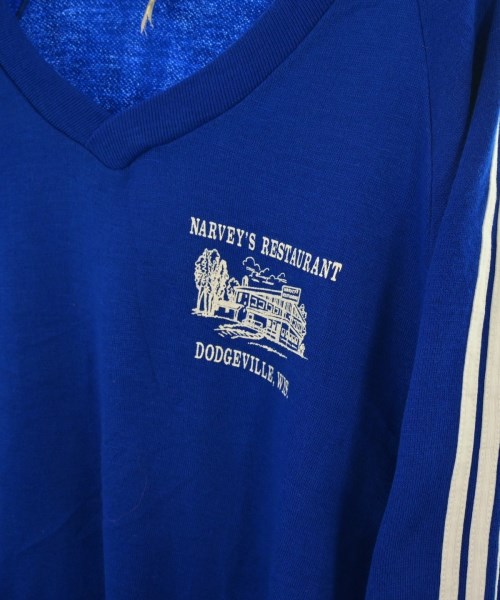 NARVEY'S RESTAURANT
DODGEVILLE, WIS.